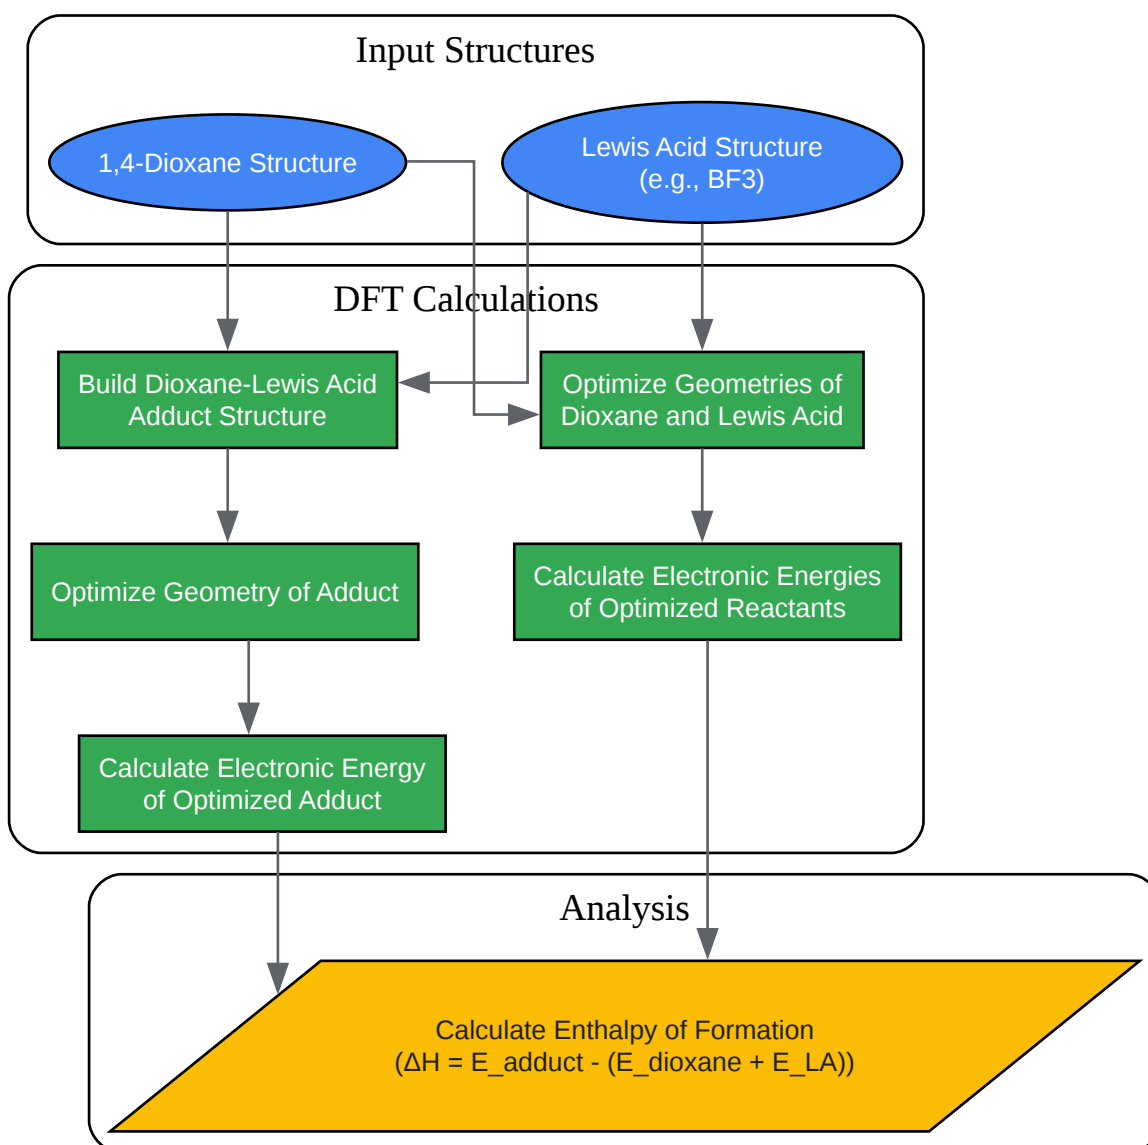 Input Structures
1,4-Dioxane Structure
Lewis Acid Structure
(e.g., BF3)
DFT Calculations
Build Dioxane-Lewis Acid
Adduct Structure
Optimize Geometries of
Dioxane and Lewis Acid
Optimize Geometry of Adduct
Calculate Electronic Energies
of Optimized Reactants
Calculate Electronic Energy
of Optimized Adduct
Analysis
Calculate Enthalpy of Formation
(ΔH = E_adduct - (E_dioxane + E_LA))